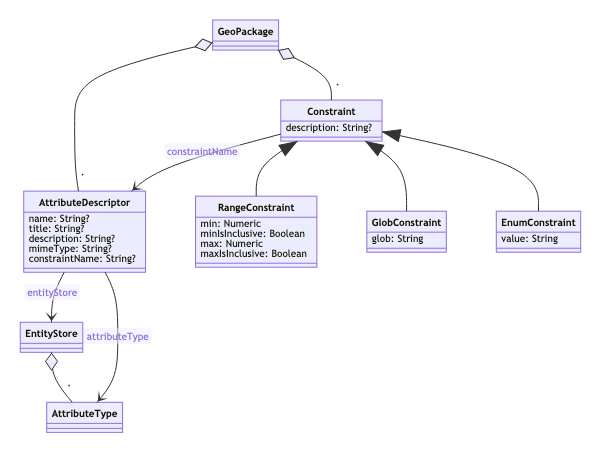 GeoPackage
*
Constraint
description: String?
constraintName
*
AttributeDescriptor
name: String?
title: String?
description: String?
mimeType: String?
constraintName: String?
RangeConstraint
min: Numeric
minIsInclusive: Boolean
max: Numeric
maxIsInclusive: Boolean
GlobConstraint
glob: String
EnumConstraint
value: String
entityStore
EntityStore
attributeType
*
AttributeType